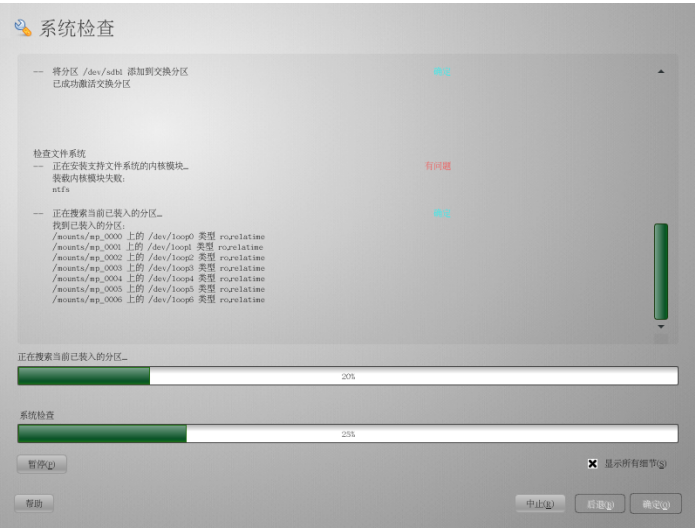 系统检查
—— 将分区 /dev/sdb1 添加到交换分区
已成功激活交换分区
检查文件系统
—— 正在安装支持文件系统的内核模块... 有问题
装载内核模块失败:
ntfs
—— 正在搜索当前已装入的分区...
找到已装入的分区:
/mounts/mp_0000 上的 /dev/loop0 类型 ro,relatime
/mounts/mp_0001 上的 /dev/loop1 类型 ro,relatime
/mounts/mp_0002 上的 /dev/loop2 类型 ro,relatime
/mounts/mp_0003 上的 /dev/loop3 类型 ro,relatime
/mounts/mp_0004 上的 /dev/loop4 类型 ro,relatime
/mounts/mp_0005 上的 /dev/loop5 类型 ro,relatime
/mounts/mp_0006 上的 /dev/loop6 类型 ro,relatime
正在搜索当前已装入的分区...
20%
系统检查
25%
暂停(P)
显示所有细节(S)
帮助
中止(R) 后退(B) 确定(O)